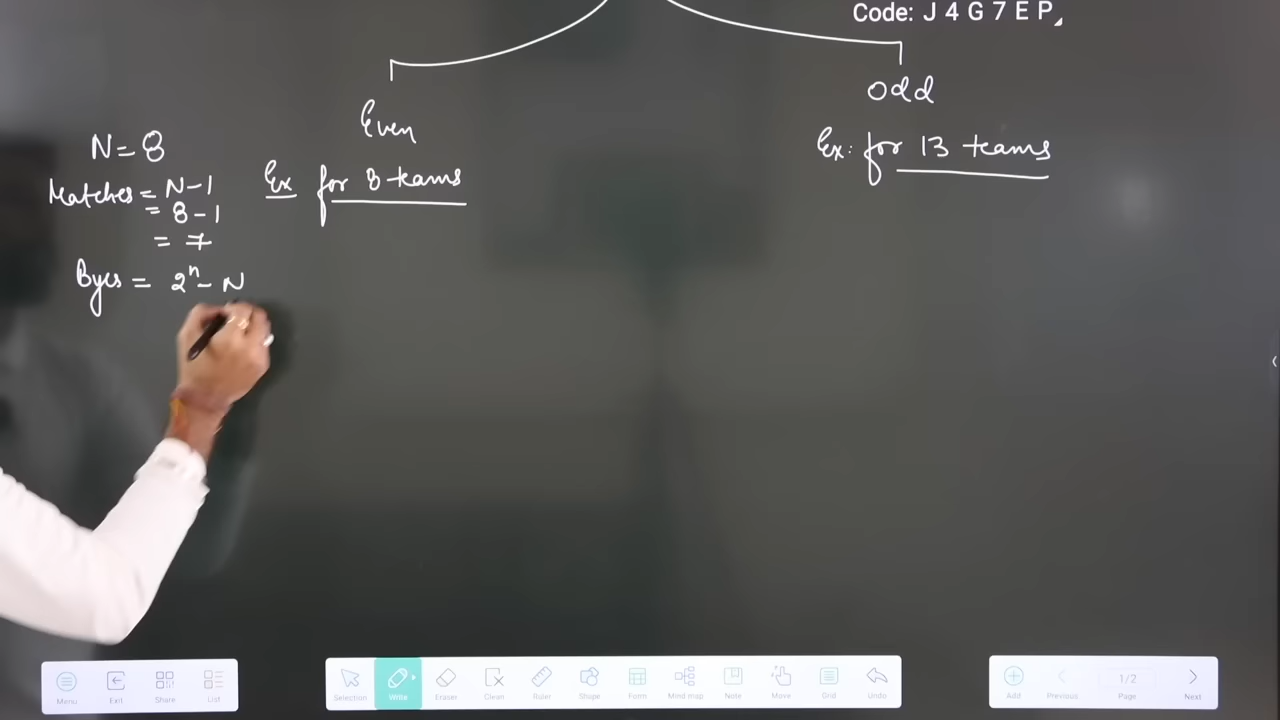 Code: J 4 G 7 E P
Even
odd
N=8
Matches = N-1
= 8-1
= 7
Byes = 2ⁿ- N
Ex for 8 teams
Ex: for 13 teams
Menu
Exit
Share
List
Selection
Write
Eraser
Clean
Ruler
Shape
Form
Mind map
Note
Move
Grid
Undo
Add
Previous
1/2
Page
Next